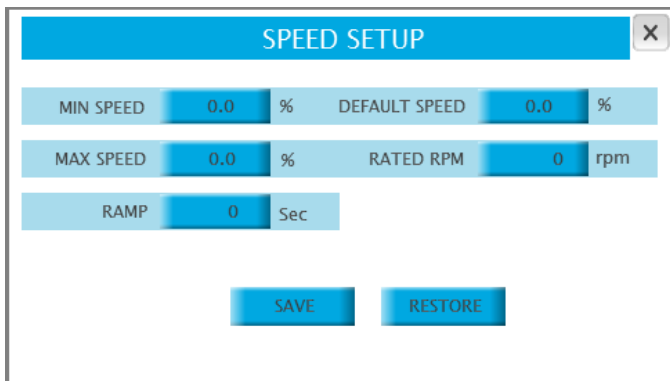 SPEED SETUP X
MIN SPEED 0.0 % DEFAULT SPEED 0.0 %
MAX SPEED 0.0 % RATED RPM 0 rpm
RAMP 0 Sec
SAVE RESTORE